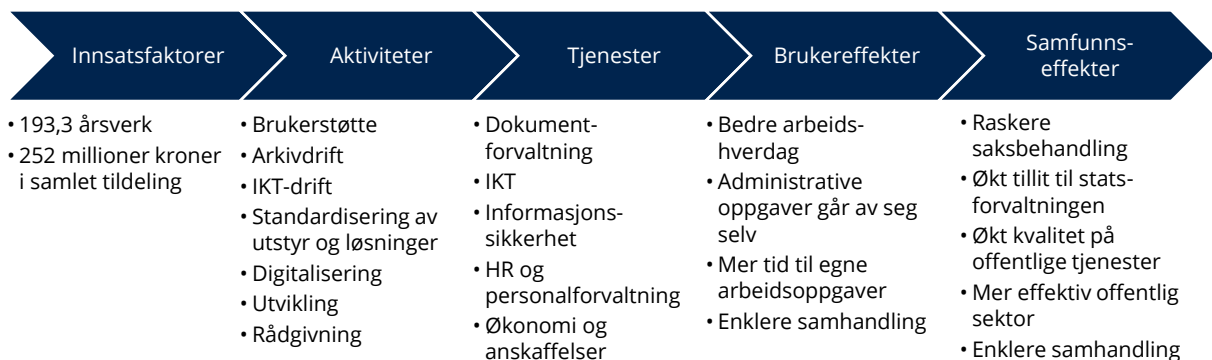 Innsatsfaktorer
Aktiviteter
Tjenester
Brukereffekter
Samfunns-
effekter
• 193,3 årsverk
• 252 millioner kroner
i samlet tildeling
• Brukerstøtte
• Arkivdrift
• IKT-drift
• Standardisering av
utstyr og løsninger
• Digitalisering
• Utvikling
• Rådgivning
• Dokument-
forvaltning
• IKT
• Informasjons-
sikkerhet
• HR og
personalforvaltning
• Økonomi og
anskaffelser
• Bedre arbeids-
hverdag
• Administrative
oppgaver går av seg
selv
• Mer tid til egne
arbeidsoppgaver
• Enklere samhandling
• Raskere
saksbehandling
• Økt tillit til stats-
forvaltningen
• Økt kvalitet på
offentlige tjenester
• Mer effektiv offentlig
sektor
• Enklere samhandling